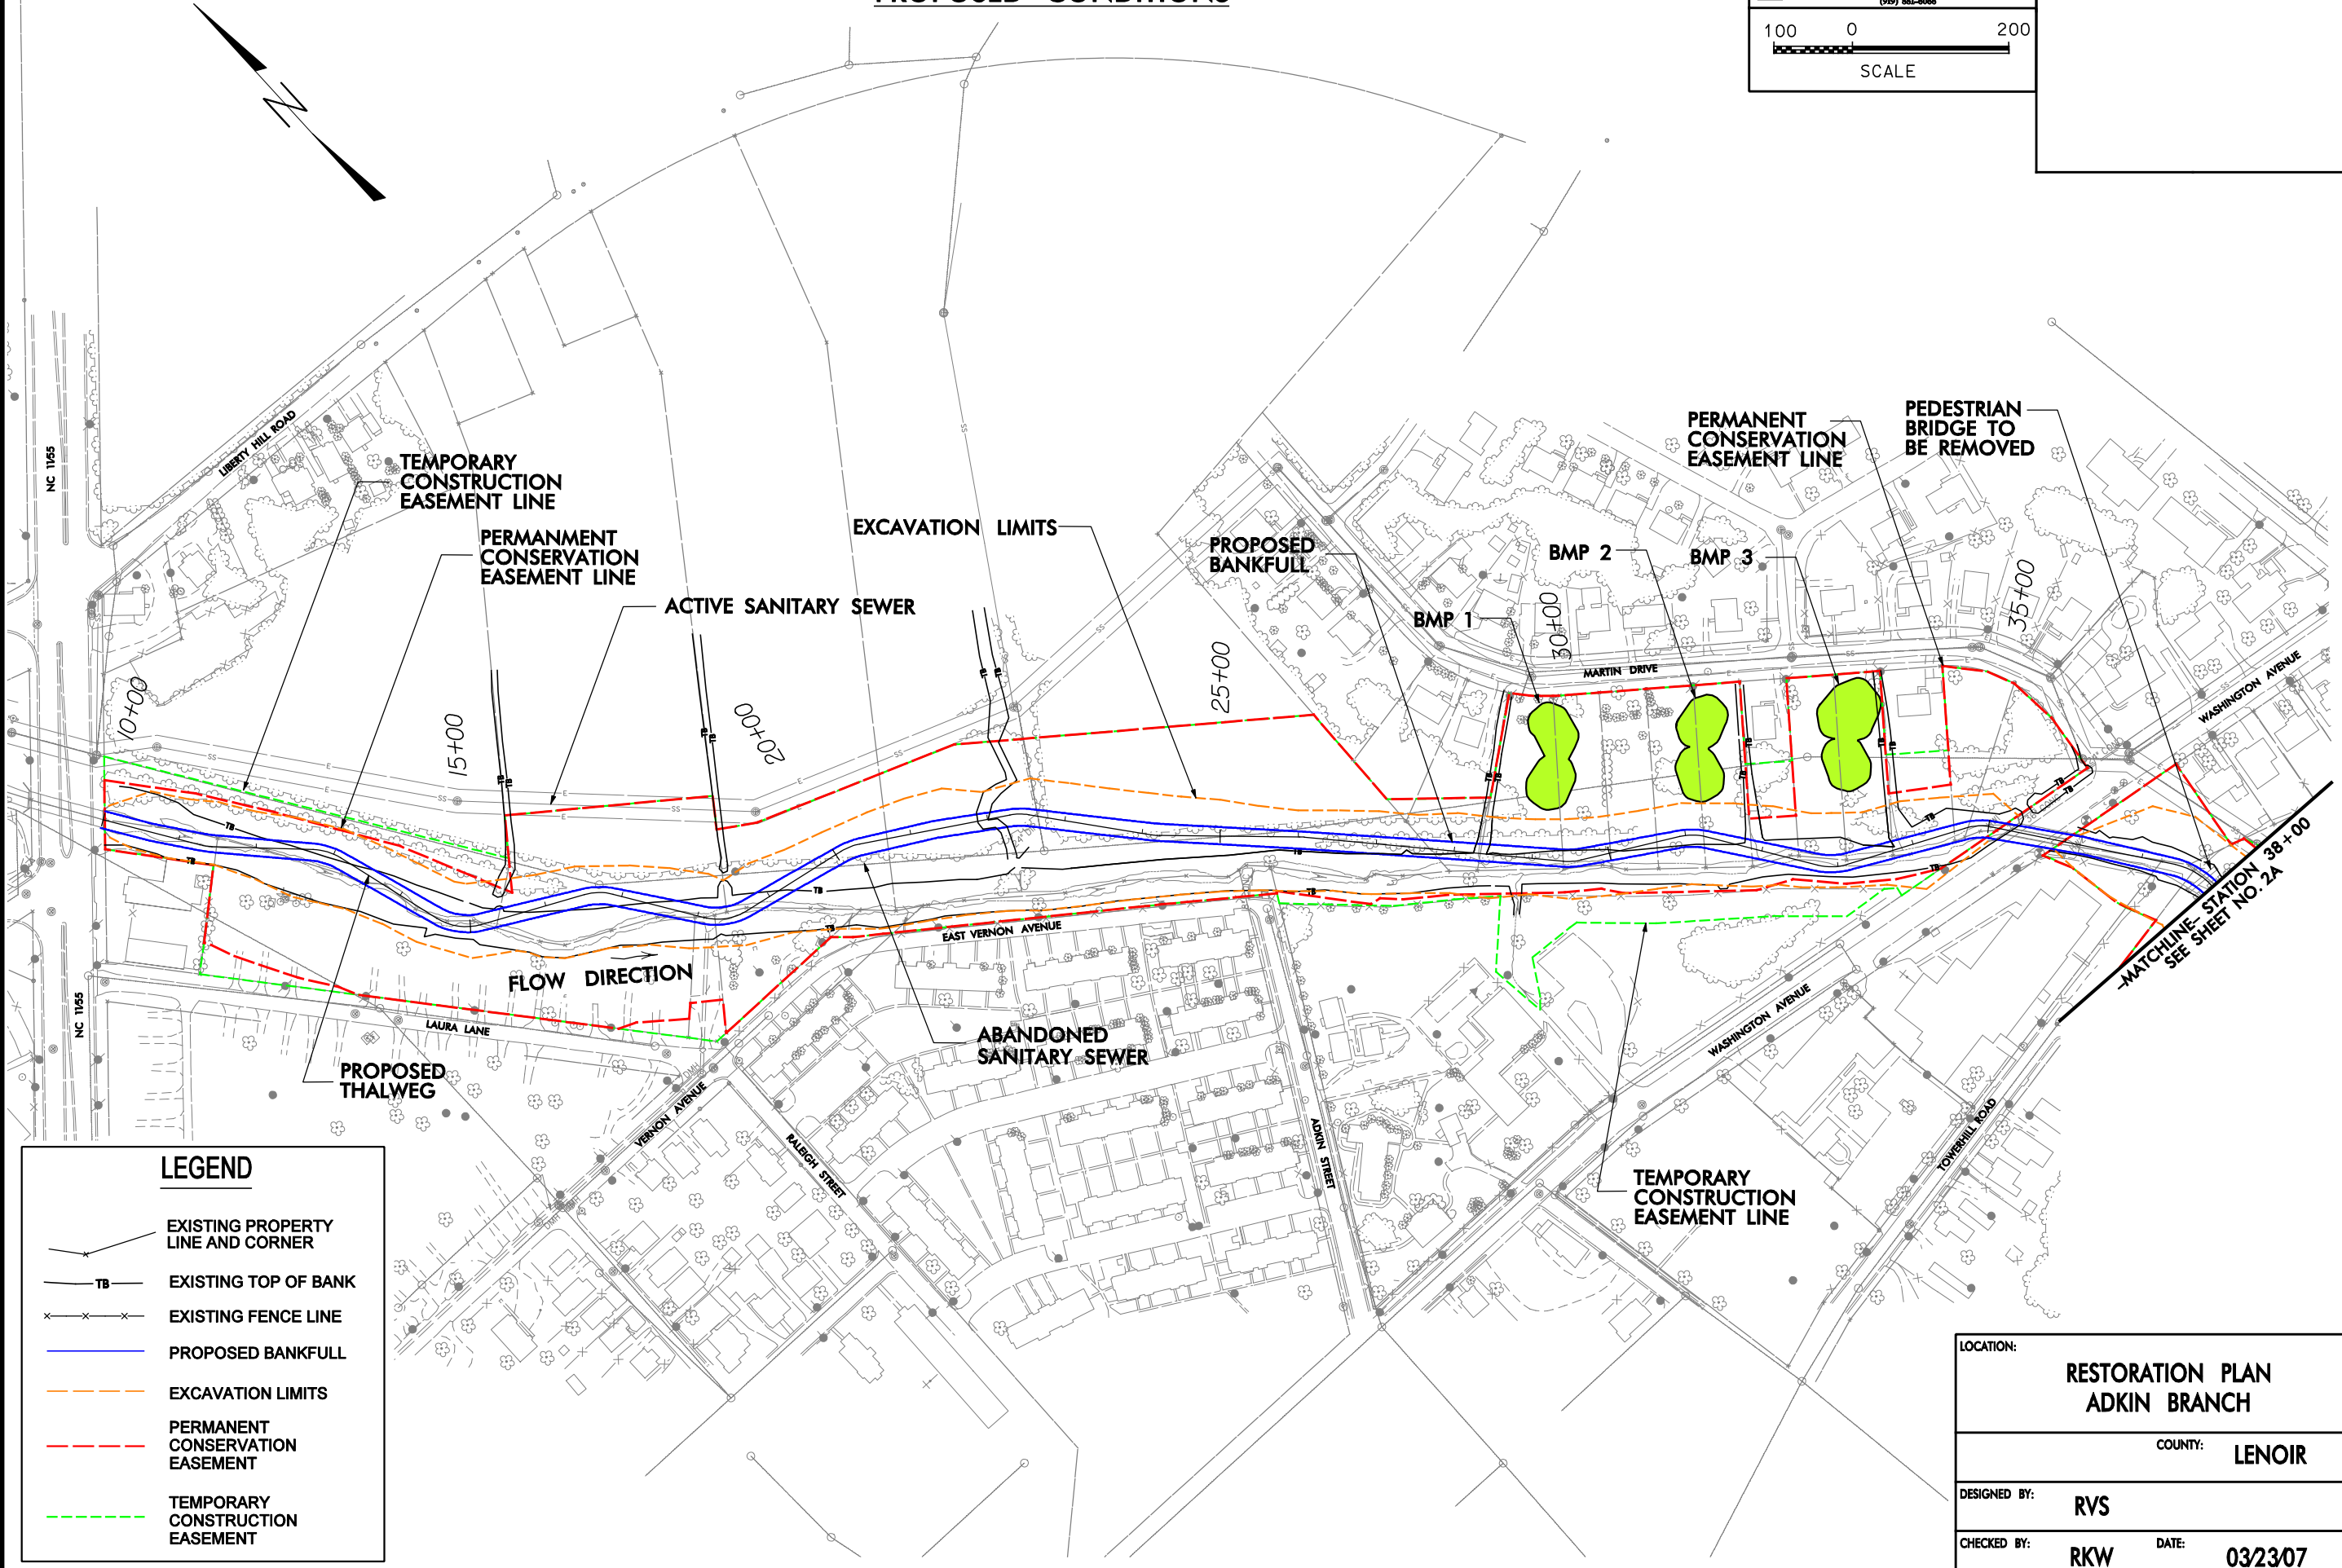 PROPOSED CONDITIONS
(919) 881-6066
100 0 200
SCALE
NC 11/55
LIBERTY HILL ROAD
TEMPORARY
CONSTRUCTION
EASEMENT LINE
PERMANMENT
CONSERVATION
EASEMENT LINE
ACTIVE SANITARY SEWER
EXCAVATION LIMITS
PROPOSED
BANKFULL
BMP 1
BMP 2
BMP 3
PERMANENT
CONSERVATION
EASEMENT LINE
PEDESTRIAN
BRIDGE TO
BE REMOVED
10+00
15+00
20+00
25+00
30+00
35+00
MARTIN DRIVE
WASHINGTON AVENUE
MATCHLINE- STATION 38+00
SEE SHEET NO. 2A
EAST VERNON AVENUE
FLOW DIRECTION
NC 11/55
LAURA LANE
PROPOSED
THALWEG
ABANDONED
SANITARY SEWER
VERNON AVENUE
RALEIGH STREET
ADKIN STREET
WASHINGTON AVENUE
TOWERHILL ROAD
TEMPORARY
CONSTRUCTION
EASEMENT LINE
LEGEND
EXISTING PROPERTY
LINE AND CORNER
TB EXISTING TOP OF BANK
EXISTING FENCE LINE
PROPOSED BANKFULL
EXCAVATION LIMITS
PERMANENT
CONSERVATION
EASEMENT
TEMPORARY
CONSTRUCTION
EASEMENT
LOCATION:
RESTORATION PLAN
ADKIN BRANCH
COUNTY: LENOIR
DESIGNED BY: RVS
CHECKED BY: RKW DATE: 03/23/07